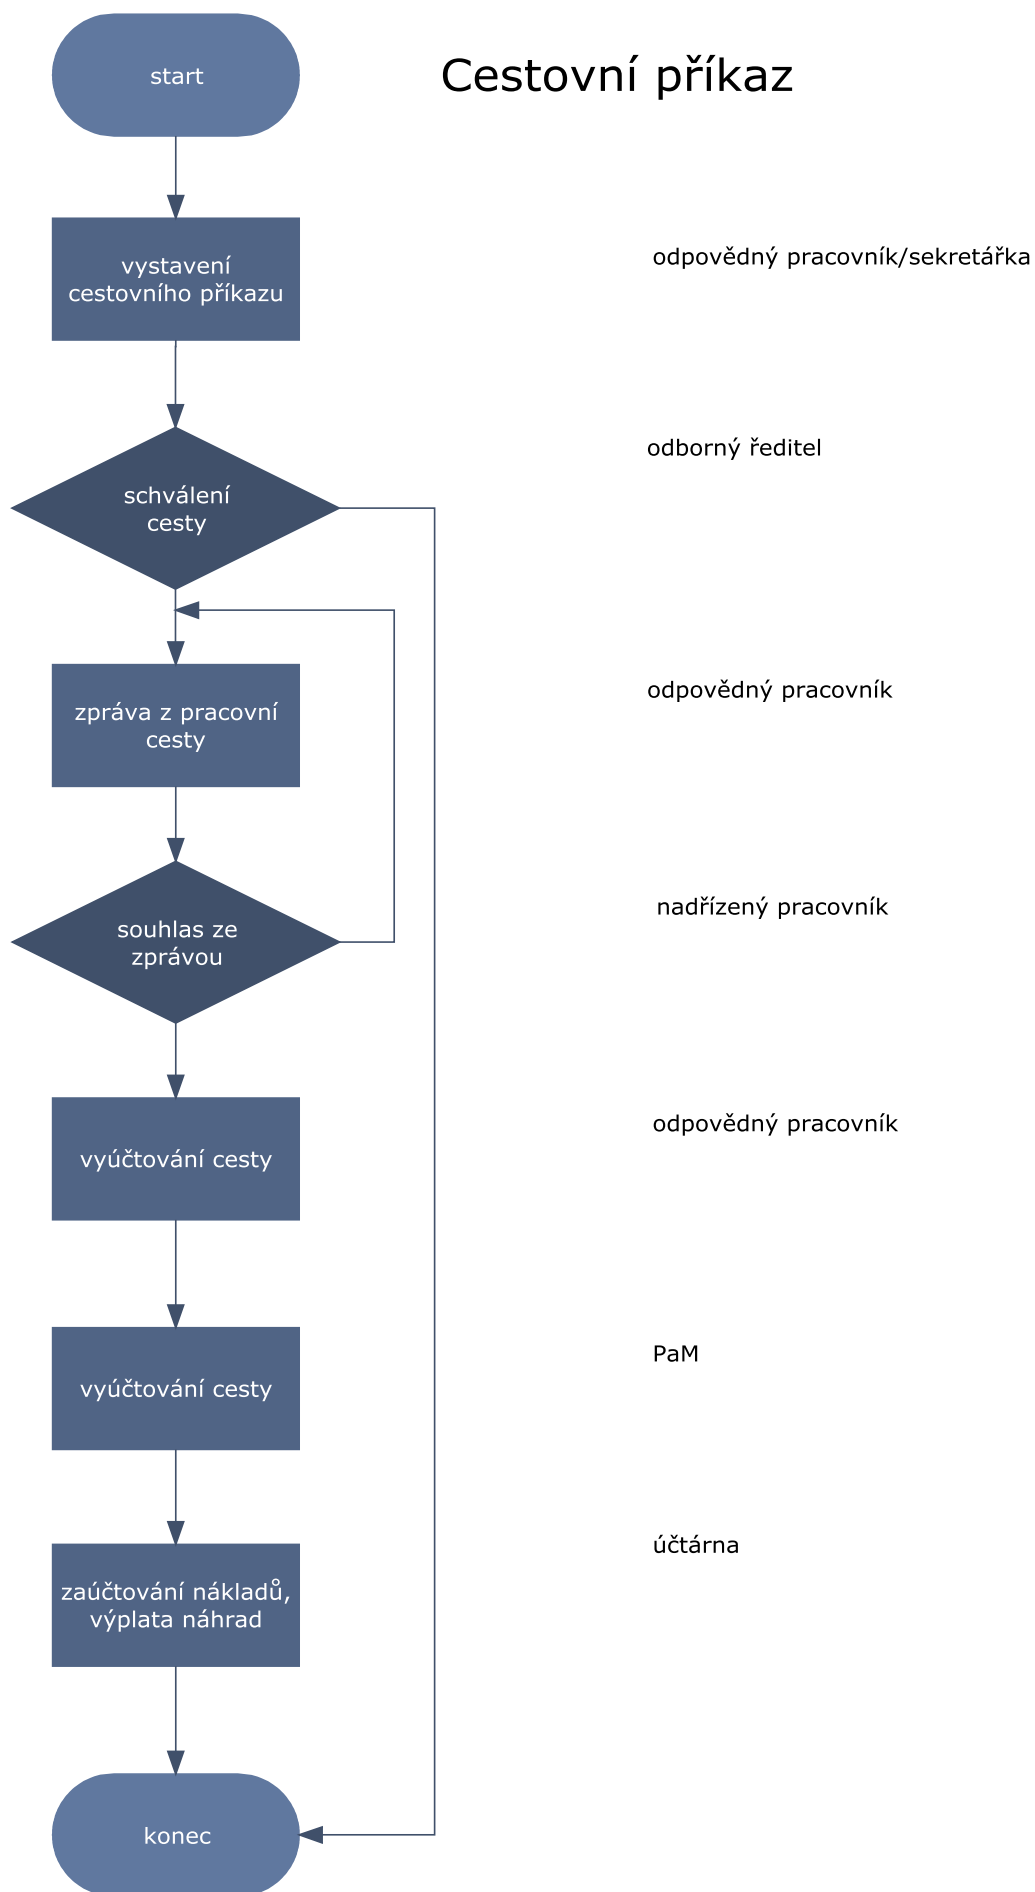 start
Cestovní příkaz
vystavení
cestovního příkazu
odpovědný pracovník/sekretářka
schválení
cesty
odborný ředitel
zpráva z pracovní
cesty
odpovědný pracovník
souhlas ze
zprávou
nadřízený pracovník
vyúčtování cesty
odpovědný pracovník
vyúčtování cesty
PaM
zaúčtování nákladů,
výplata náhrad
účtárna
konec